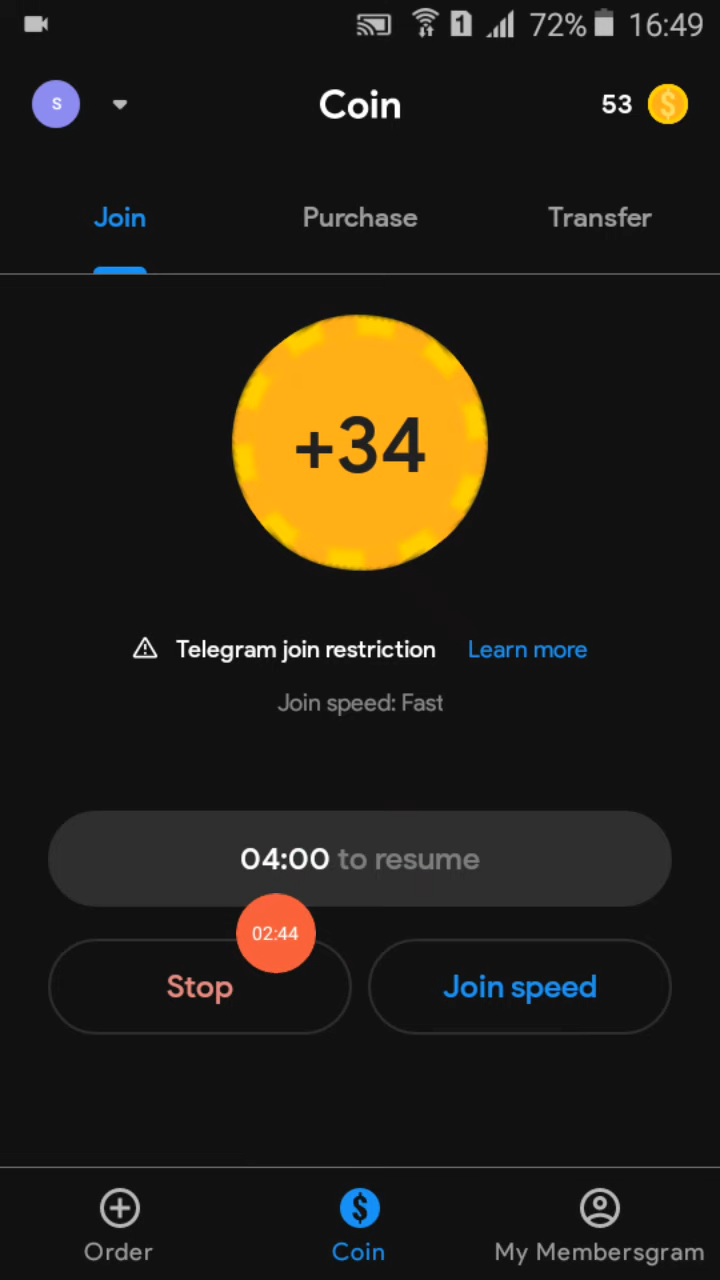 1 72% 16:49
S Coin 53
Join Purchase Transfer
+34
Telegram join restriction Learn more
Join speed: Fast
04:00 to resume
02:44
Stop Join speed
Order Coin My Membersgram